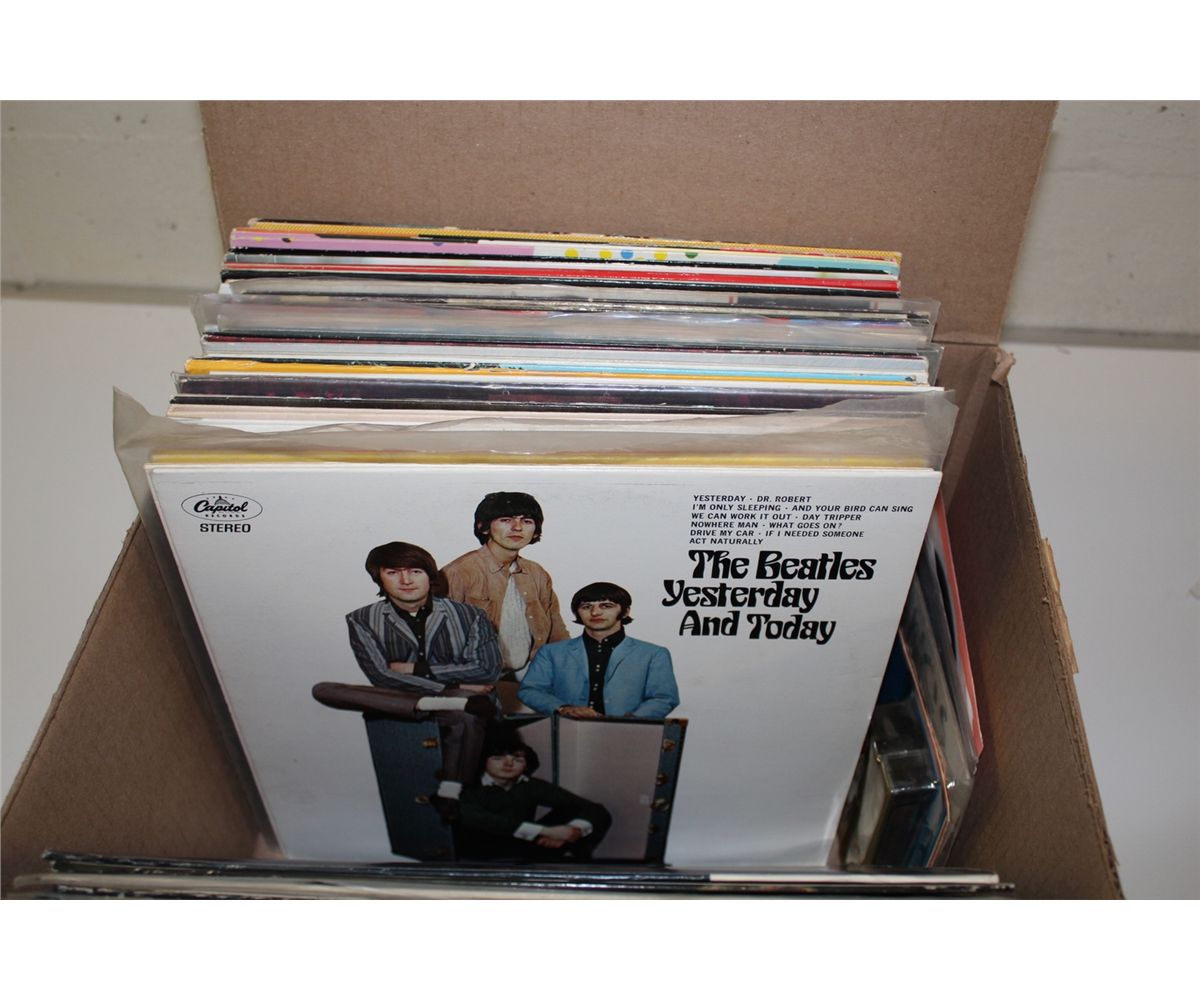 Capitol
RECORDS
STEREO
YESTERDAY · DR. ROBERT
I'M ONLY SLEEPING · AND YOUR BIRD CAN SING
WE CAN WORK IT OUT · DAY TRIPPER
NOWHERE MAN · WHAT GOES ON?
DRIVE MY CAR · IF I NEEDED SOMEONE
ACT NATURALLY
The Beatles
Yesterday
And Today